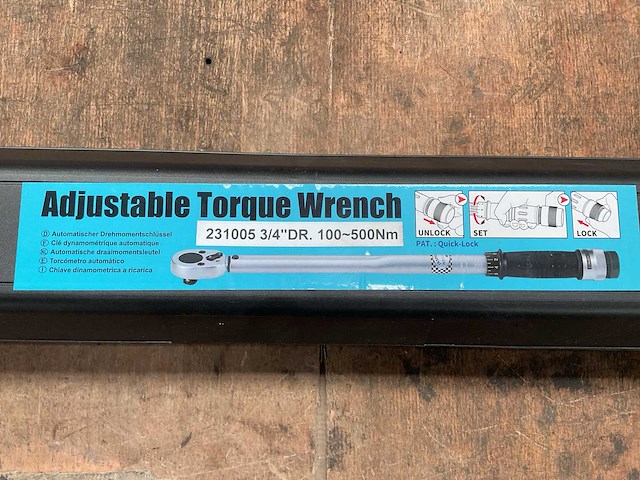 Adjustable Torque Wrench
231005 3/4"DR. 100~500Nm
D Automatischer Drehmomentschlüssel
F Clé dynamométrique automatique
N Automatische draaimomentsleutel
E Torcómetro automático
I Chiave dinamometrica a ricarica
UNLOCK
SET
LOCK
PAT. : Quick-Lock